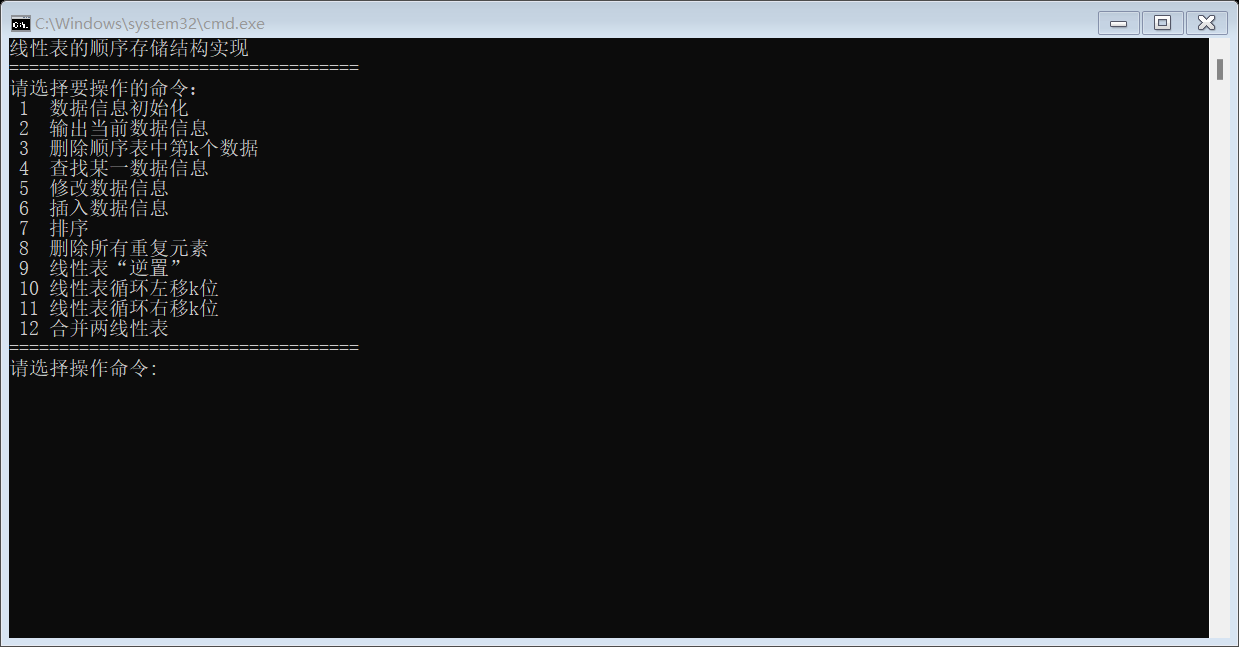 C:\Windows\system32\cmd.exe
线性表的顺序存储结构实现
===================================
请选择要操作的命令：
1  数据信息初始化
2  输出当前数据信息
3  删除顺序表中第k个数据
4  查找某一数据信息
5  修改数据信息
6  插入数据信息
7  排序
8  删除所有重复元素
9  线性表“逆置”
10 线性表循环左移k位
11 线性表循环右移k位
12 合并两线性表
===================================
请选择操作命令: